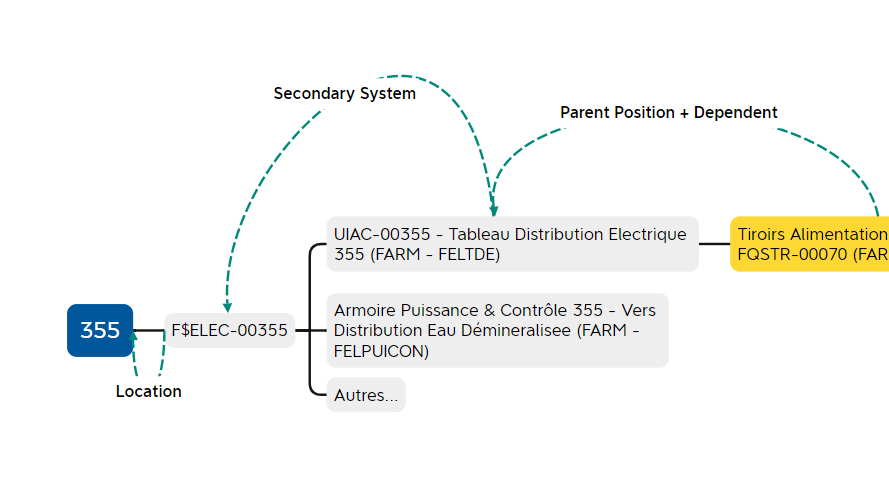 Secondary System
Parent Position + Dependent
UIAC-00355 - Tableau Distribution Electrique
355 (FARM - FELTDE)
Tiroirs Alimentation
FQSTR-00070 (FAR
Armoire Puissance & Contrôle 355 - Vers
Distribution Eau Démineralisee (FARM -
FELPUICON)
355
F$ELEC-00355
Location
Autres...